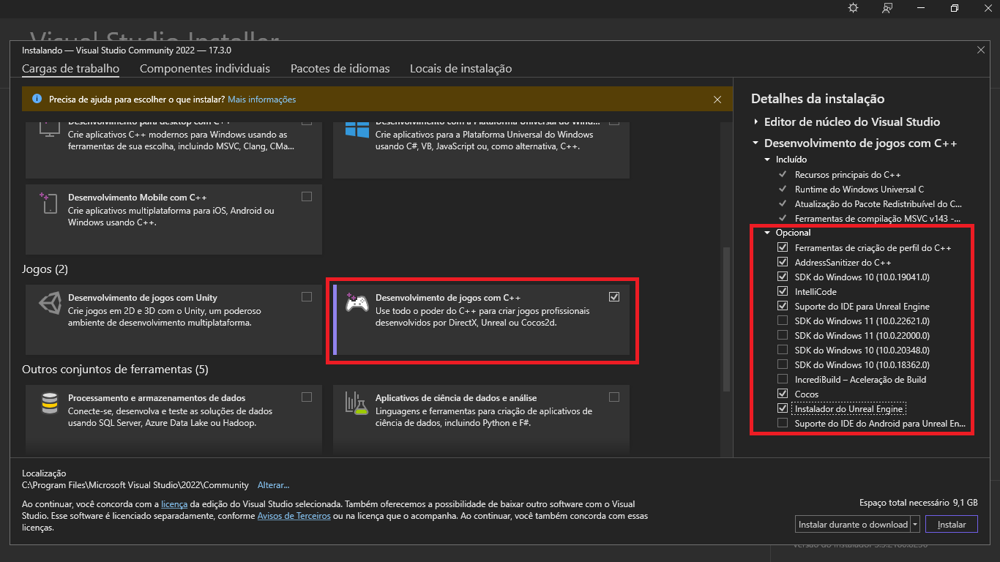 Visual Studio Installer
Instalando — Visual Studio Community 2022 — 17.3.0
Cargas de trabalho
Componentes individuais
Pacotes de idiomas
Locais de instalação
Precisa de ajuda para escolher o que instalar? Mais informações
Desenvolvimento para desktop com C++
Crie aplicativos C++ modernos para Windows usando as
ferramentas de sua escolha, incluindo MSVC, Clang, CMa...
Desenvolvimento com a Plataforma Universal do Wind...
Crie aplicativos para a Plataforma Universal do Windows
usando C#, VB, JavaScript ou, como alternativa, C++.
Desenvolvimento Mobile com C++
Crie aplicativos multiplataforma para iOS, Android ou
Windows usando C++.
Jogos (2)
Desenvolvimento de jogos com Unity
Crie jogos em 2D e 3D com o Unity, um poderoso
ambiente de desenvolvimento multiplataforma.
Desenvolvimento de jogos com C++
Use todo o poder do C++ para criar jogos profissionais
desenvolvidos por DirectX, Unreal ou Cocos2d.
Outros conjuntos de ferramentas (5)
Processamento e armazenamentos de dados
Conecte-se, desenvolva e teste as soluções de dados
usando SQL Server, Azure Data Lake ou Hadoop.
Aplicativos de ciência de dados e análise
Linguagens e ferramentas para criação de aplicativos de
ciência de dados, incluindo Python e F#.
Detalhes da instalação
Editor de núcleo do Visual Studio
Desenvolvimento de jogos com C++
Incluído
Recursos principais do C++
Runtime do Windows Universal C
Atualização do Pacote Redistribuível do C...
Ferramentas de compilação MSVC v143 -...
Opcional
Ferramentas de criação de perfil do C++
AddressSanitizer do C++
SDK do Windows 10 (10.0.19041.0)
IntelliCode
Suporte do IDE para Unreal Engine
SDK do Windows 11 (10.0.22621.0)
SDK do Windows 11 (10.0.22000.0)
SDK do Windows 10 (10.0.20348.0)
SDK do Windows 10 (10.0.18362.0)
IncrediBuild – Aceleração de Build
Cocos
Instalador do Unreal Engine
Suporte do IDE do Android para Unreal En...
Localização
C:\Program Files\Microsoft Visual Studio\2022\Community Alterar...
Ao continuar, você concorda com a licença da edição do Visual Studio selecionada. Também oferecemos a possibilidade de baixar outro software com o Visual
Studio. Esse software é licenciado separadamente, conforme Avisos de Terceiros ou na licença que o acompanha. Ao continuar, você também concorda com essas
licenças.
Espaço total necessário 9,1 GB
Instalar durante o download
Instalar